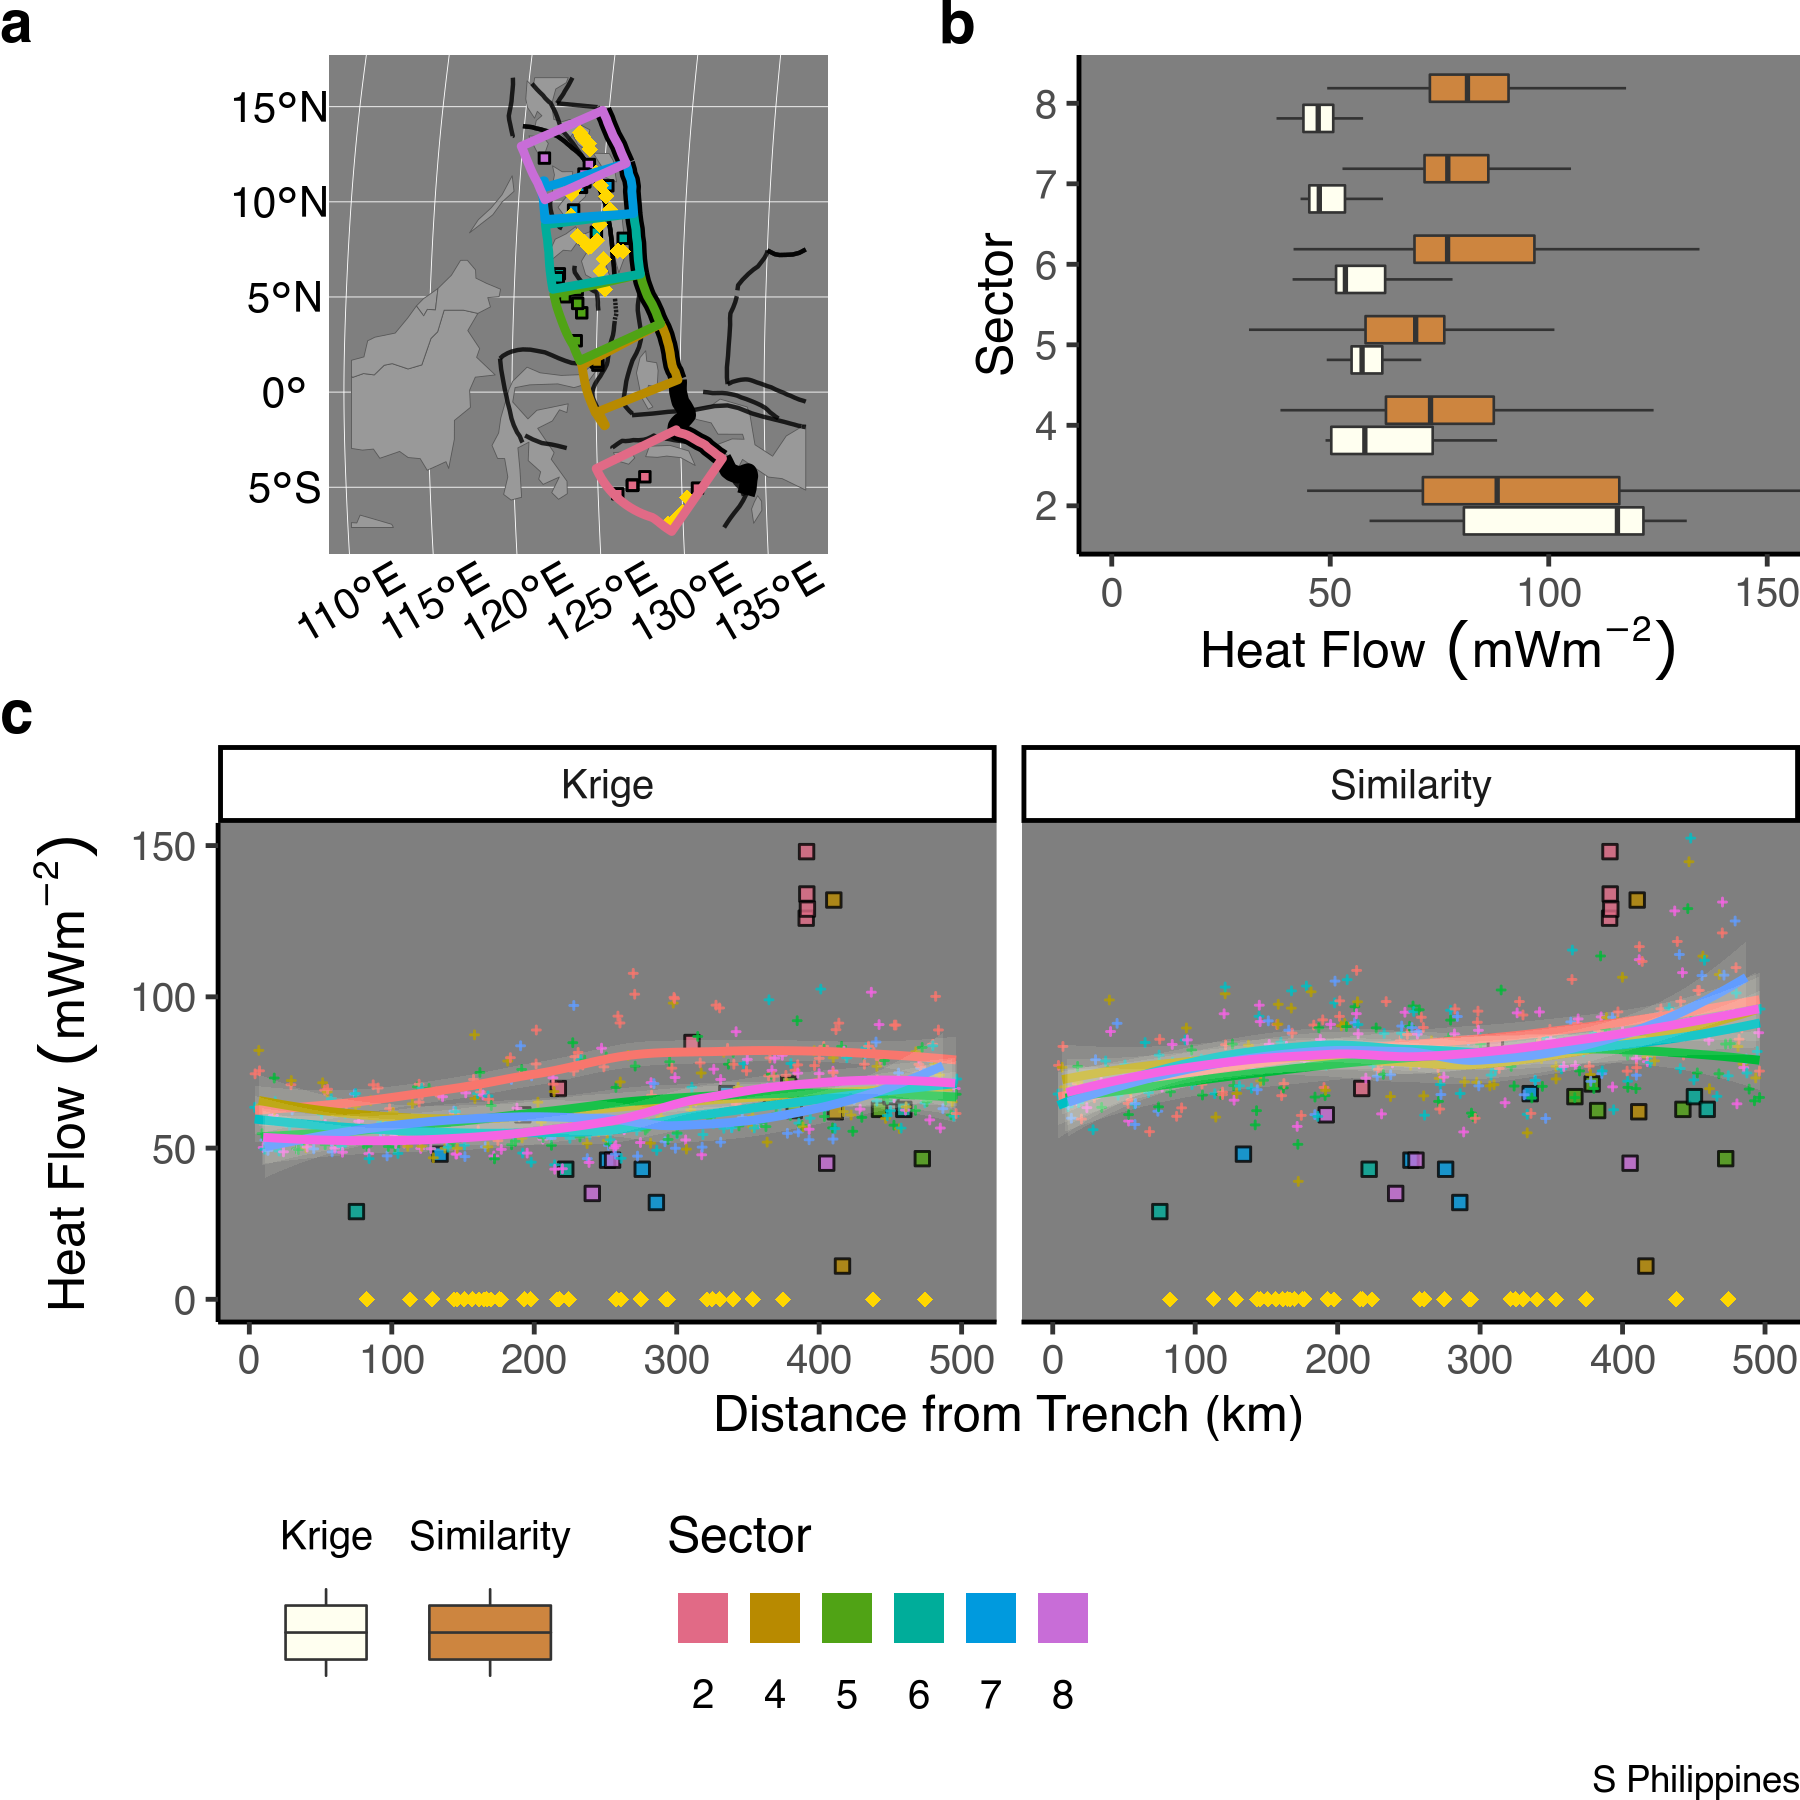 a
b
15°N
10°N
5°N
0°
5°S
110°E 115°E 120°E 125°E 130°E 135°E
Sector
8
7
6
5
4
2
0 50 100 150
Heat Flow (mWm⁻²)
c
Krige Similarity
Heat Flow (mWm⁻²)
150
100
50
0
0 100 200 300 400 500 0 100 200 300 400 500
Distance from Trench (km)
Krige Similarity
Sector
2 4 5 6 7 8
S Philippines